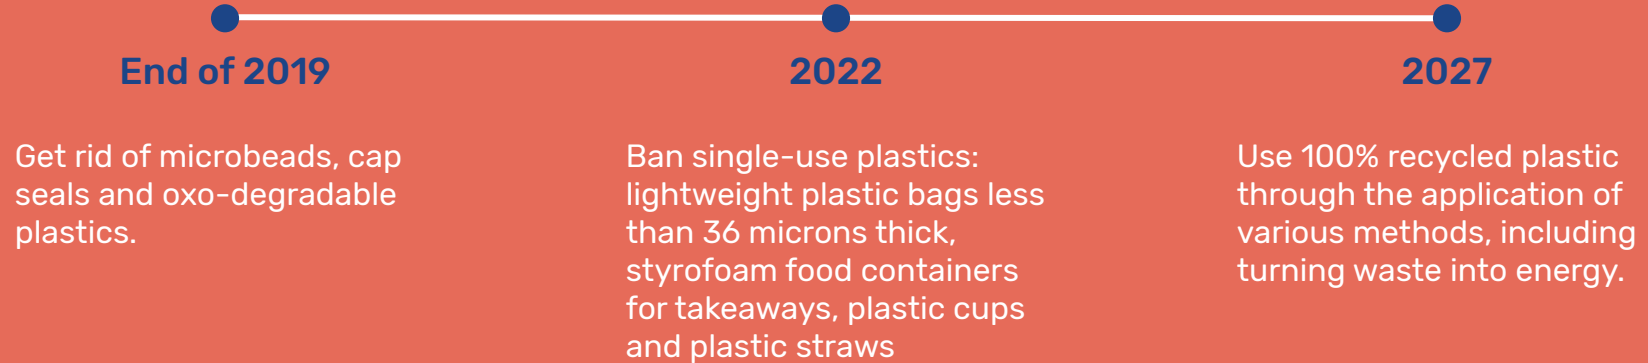 End of 2019
Get rid of microbeads, cap
seals and oxo-degradable
plastics.
2022
Ban single-use plastics:
lightweight plastic bags less
than 36 microns thick,
styrofoam food containers
for takeaways, plastic cups
and plastic straws
2027
Use 100% recycled plastic
through the application of
various methods, including
turning waste into energy.